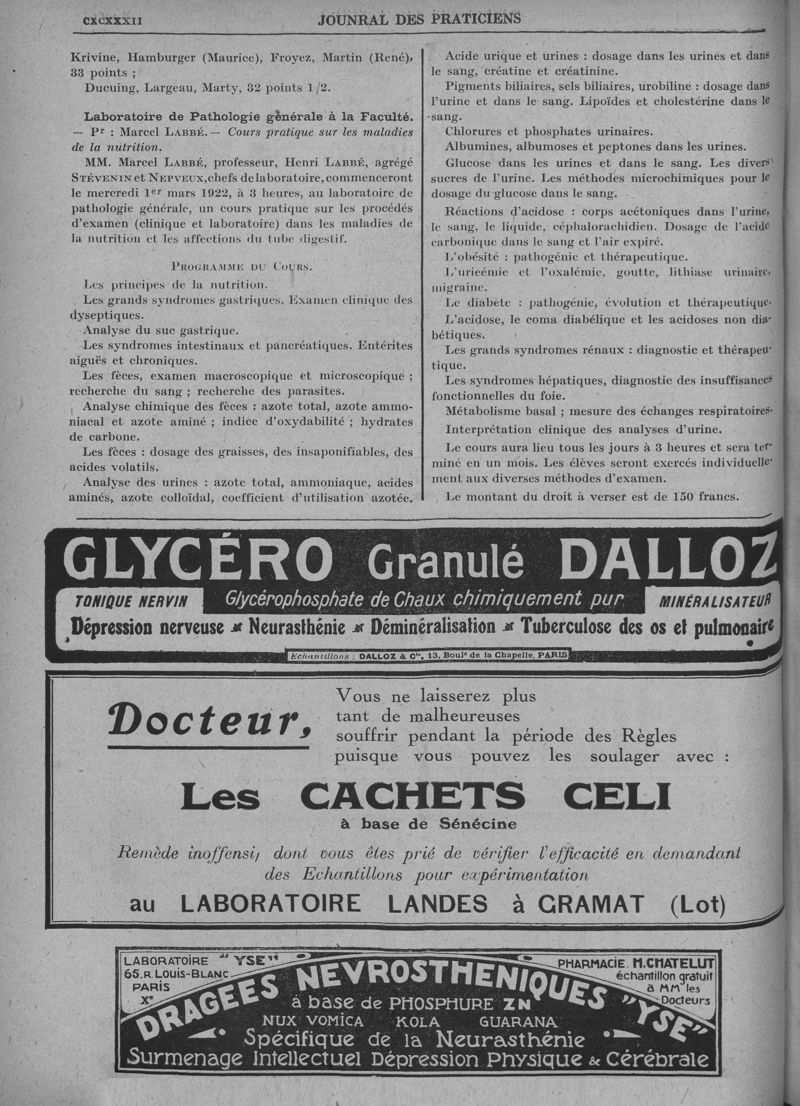 CXCXXXII
JOUNRAL DES PRATICIENS
Krivine, Hamburger (Maurice), Froyez, Martin (René),
33 points ;
Ducuing, Largeau, Marty, 32 points 1/2.
Laboratoire de Pathologie générale à la Faculté.
— Pr : Marcel LABBÉ. — Cours pratique sur les maladies
de la nutrition.
MM. Marcel LABBÉ, professeur, Henri LABBÉ, agrégé
STÉVENIN et NEPVEUX, chefs de laboratoire, commenceront
le mercredi 1er mars 1922, à 3 heures, au laboratoire de
pathologie générale, un cours pratique sur les procédés
d'examen (clinique et laboratoire) dans les maladies de
la nutrition et les affections du tube digestif.
PROGRAMME DU COURS.
Les principes de la nutrition.
Les grands syndromes gastriques. Examen clinique des
dyseptiques.
Analyse du suc gastrique.
Les syndromes intestinaux et pancréatiques. Entérites
aiguës et chroniques.
Les fèces, examen macroscopique et microscopique ;
recherche du sang ; recherche des parasites.
Analyse chimique des fèces : azote total, azote ammo-
niacal et azote aminé ; indice d'oxydabilité ; hydrates
de carbone.
Les fèces : dosage des graisses, des insaponifiables, des
acides volatils.
Analyse des urines : azote total, ammoniaque, acides
aminés, azote colloïdal, coefficient d'utilisation azotée.
Acide urique et urines : dosage dans les urines et dans
le sang, créatine et créatinine.
Pigments biliaires, sels biliaires, urobiline : dosage dans
l'urine et dans le sang. Lipoïdes et cholestérine dans le
sang.
Chlorures et phosphates urinaires.
Albumines, albumoses et peptones dans les urines.
Glucose dans les urines et dans le sang. Les divers
sucres de l'urine. Les méthodes microchimiques pour le
dosage du glucose dans le sang.
Réactions d'acidose : corps acétoniques dans l'urine,
le sang, le liquide, céphalorachidien. Dosage de l'acide
carbonique dans le sang et l'air expiré.
L'obésité : pathogénie et thérapeutique.
L'uricémie et l'oxalémie, goutte, lithiase urinaire,
migraine.
Le diabète : pathogénie, évolution et thérapeutique.
L'acidose, le coma diabélique et les acidoses non dia-
bétiques.
Les grands syndromes rénaux : diagnostic et thérapeu-
tique.
Les syndromes hépatiques, diagnostic des insuffisances
fonctionnelles du foie.
Métabolisme basal ; mesure des échanges respiratoires.
Interprétation clinique des analyses d'urine.
Le cours aura lieu tous les jours à 3 heures et sera ter-
miné en un mois. Les élèves seront exercés individuelle-
ment aux diverses méthodes d'examen.
Le montant du droit à verser est de 150 francs.
GLYCÉRO Granulé DALLOZ
TONIQUE NERVIN Glycérophosphate de Chaux chimiquement pur MINÉRALISATEUR
Dépression nerveuse Neurasthénie Déminéralisation Tuberculose des os et pulmonaire
Echantillons : DALLOZ & Cie, 13, Boulᵈ de la Chapelle, PARIS
Docteur,
Vous ne laisserez plus
tant de malheureuses
souffrir pendant la période des Règles
puisque vous pouvez les soulager avec :
Les CACHETS CELI
à base de Sénécine
Remède inoffensif dont vous êtes prié de vérifier l'efficacité en demandant
des Echantillons pour expérimentation
au LABORATOIRE LANDES à GRAMAT (Lot)
LABORATOIRE "YSE"
65. R. LOUIS-BLANC
PARIS
Xe
PHARMACIE M. CHATELUT
échantillon gratuit
à MM les
Docteurs
DRAGÉES NEVROSTHENIQUES "YSE"
à base de PHOSPHURE ZN
NUX VOMICA KOLA GUARANA
Spécifique de la Neurasthénie
Surmenage Intellectuel Dépression Physique & Cérébrale